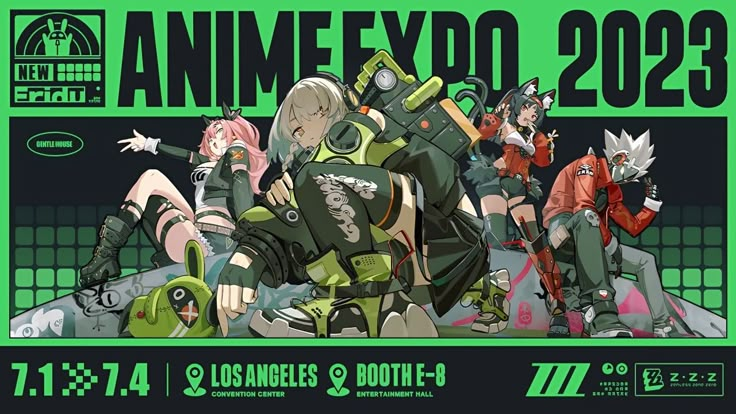 NEW
ANIME EXPO 2023
GENTLE HOUSE
7.1 7.4
LOS ANGELES
CONVENTION CENTER
BOOTH E-8
ENTERTAINMENT HALL
ZZZ
Z·Z·Z
ZENLESS ZONE ZERO